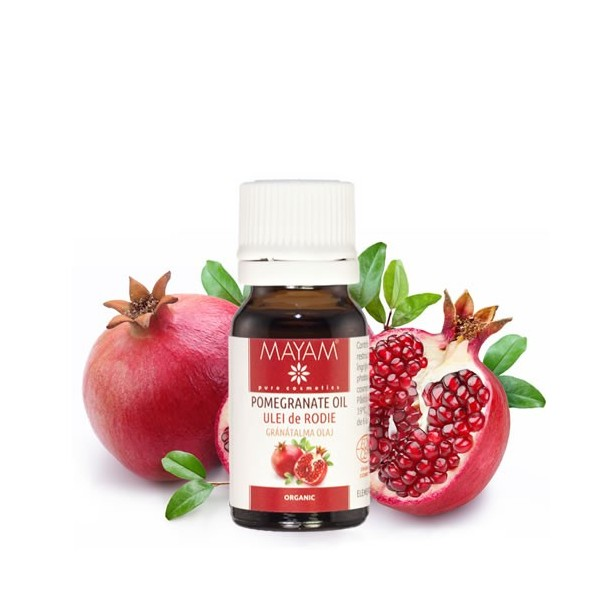 MAYAM®
pure cosmetics
POMEGRANATE OIL
ULEI de RODIE
GRÁNÁTALMA OLAJ
ORGANIC